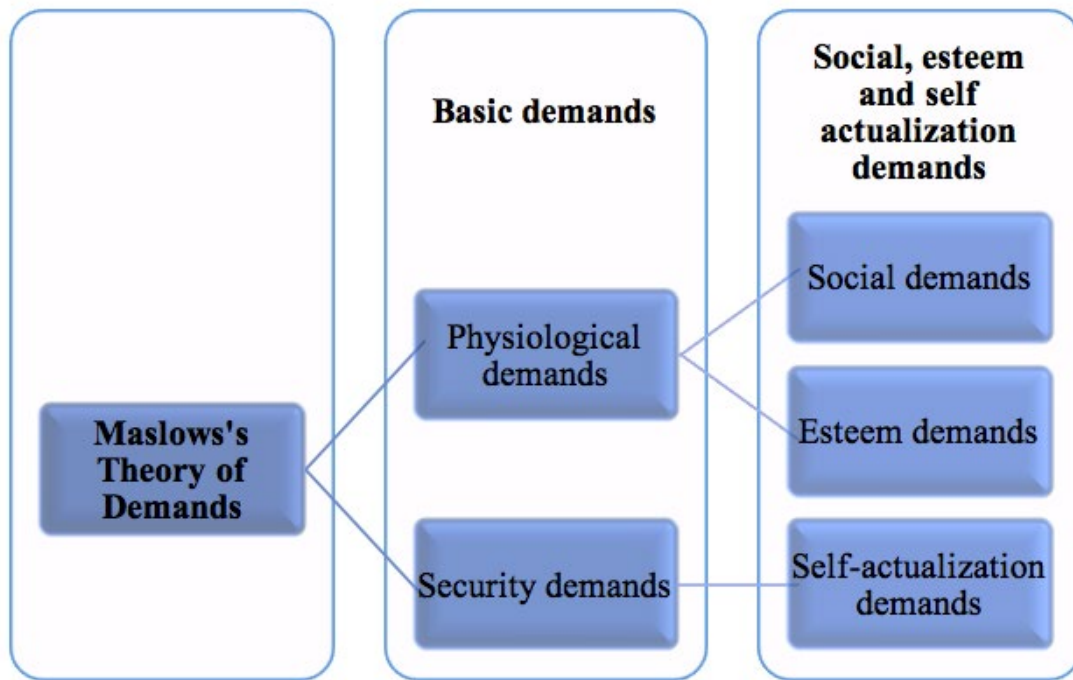 Maslows's
Theory of
Demands
Basic demands
Physiological
demands
Security demands
Social, esteem
and self
actualization
demands
Social demands
Esteem demands
Self-actualization
demands